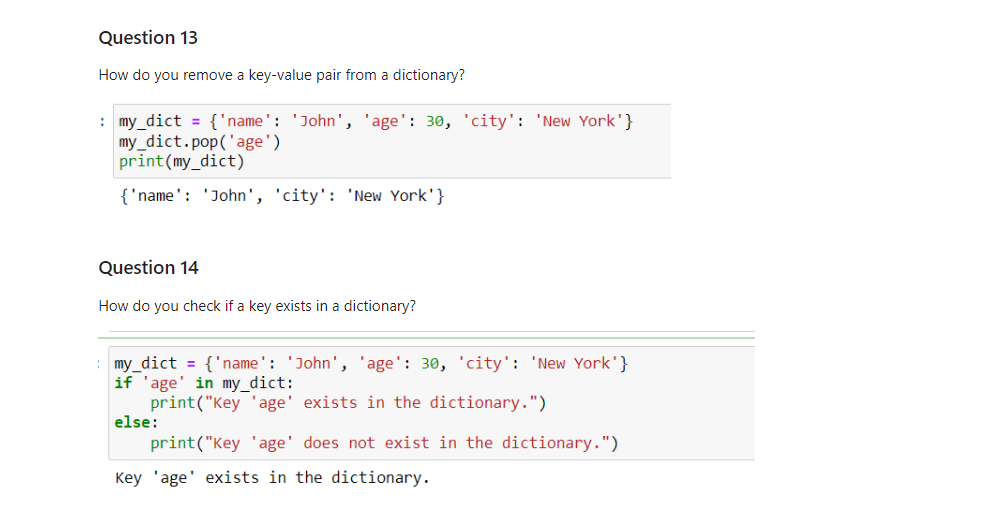 Question 13
How do you remove a key-value pair from a dictionary?
: my_dict = {'name': 'John', 'age': 30, 'city': 'New York'}
my_dict.pop('age')
print(my_dict)
{'name': 'John', 'city': 'New York'}
Question 14
How do you check if a key exists in a dictionary?
: my_dict = {'name': 'John', 'age': 30, 'city': 'New York'}
if 'age' in my_dict:
    print("Key 'age' exists in the dictionary.")
else:
    print("Key 'age' does not exist in the dictionary.")
Key 'age' exists in the dictionary.